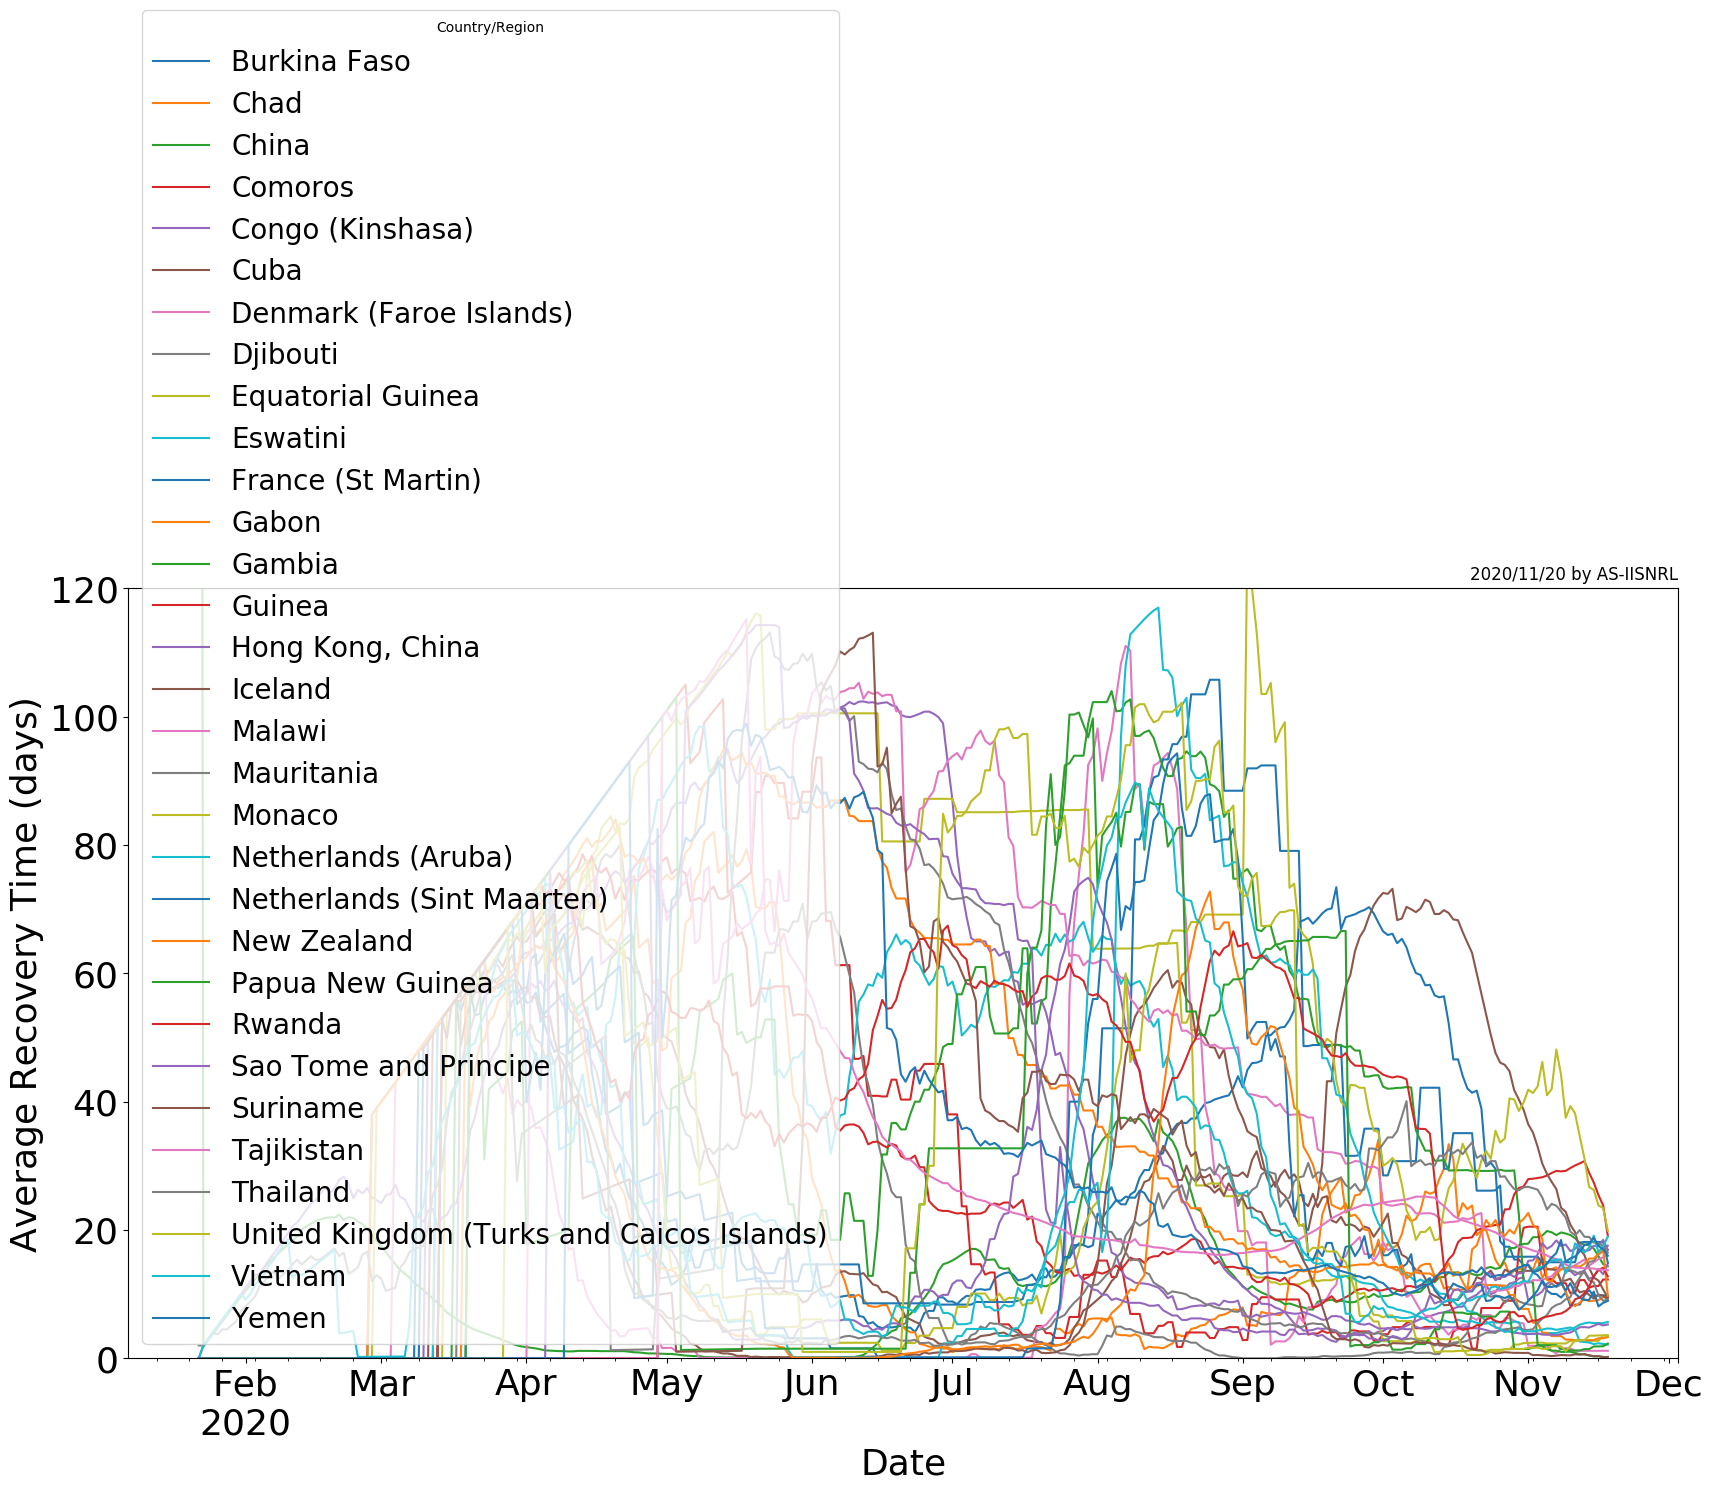 Country/Region
Burkina Faso
Chad
China
Comoros
Congo (Kinshasa)
Cuba
Denmark (Faroe Islands)
Djibouti
Equatorial Guinea
Eswatini
France (St Martin)
Gabon
Gambia
Guinea
Hong Kong, China
Iceland
Malawi
Mauritania
Monaco
Netherlands (Aruba)
Netherlands (Sint Maarten)
New Zealand
Papua New Guinea
Rwanda
Sao Tome and Principe
Suriname
Tajikistan
Thailand
United Kingdom (Turks and Caicos Islands)
Vietnam
Yemen
2020/11/20 by AS-IISNRL
Average Recovery Time (days)
120
100
80
60
40
20
0
Feb Mar Apr May Jun Jul Aug Sep Oct Nov Dec
2020
Date